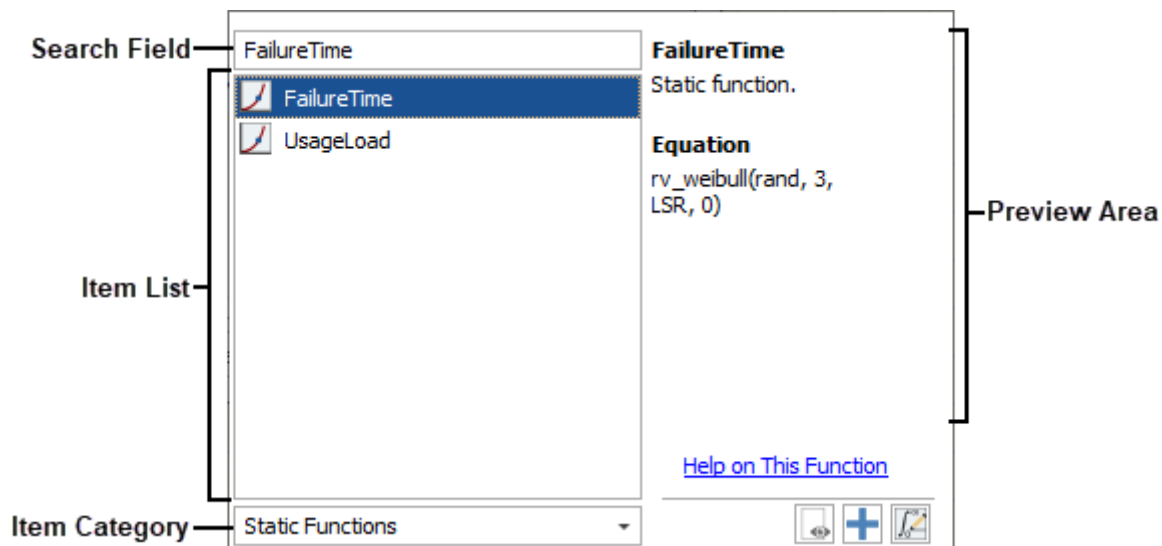 Search Field
FailureTime
FailureTime
UsageLoad
Item List
Item Category
Static Functions
FailureTime
Static function.
Equation
rv_weibull(rand, 3,
LSR, 0)
Preview Area
Help on This Function